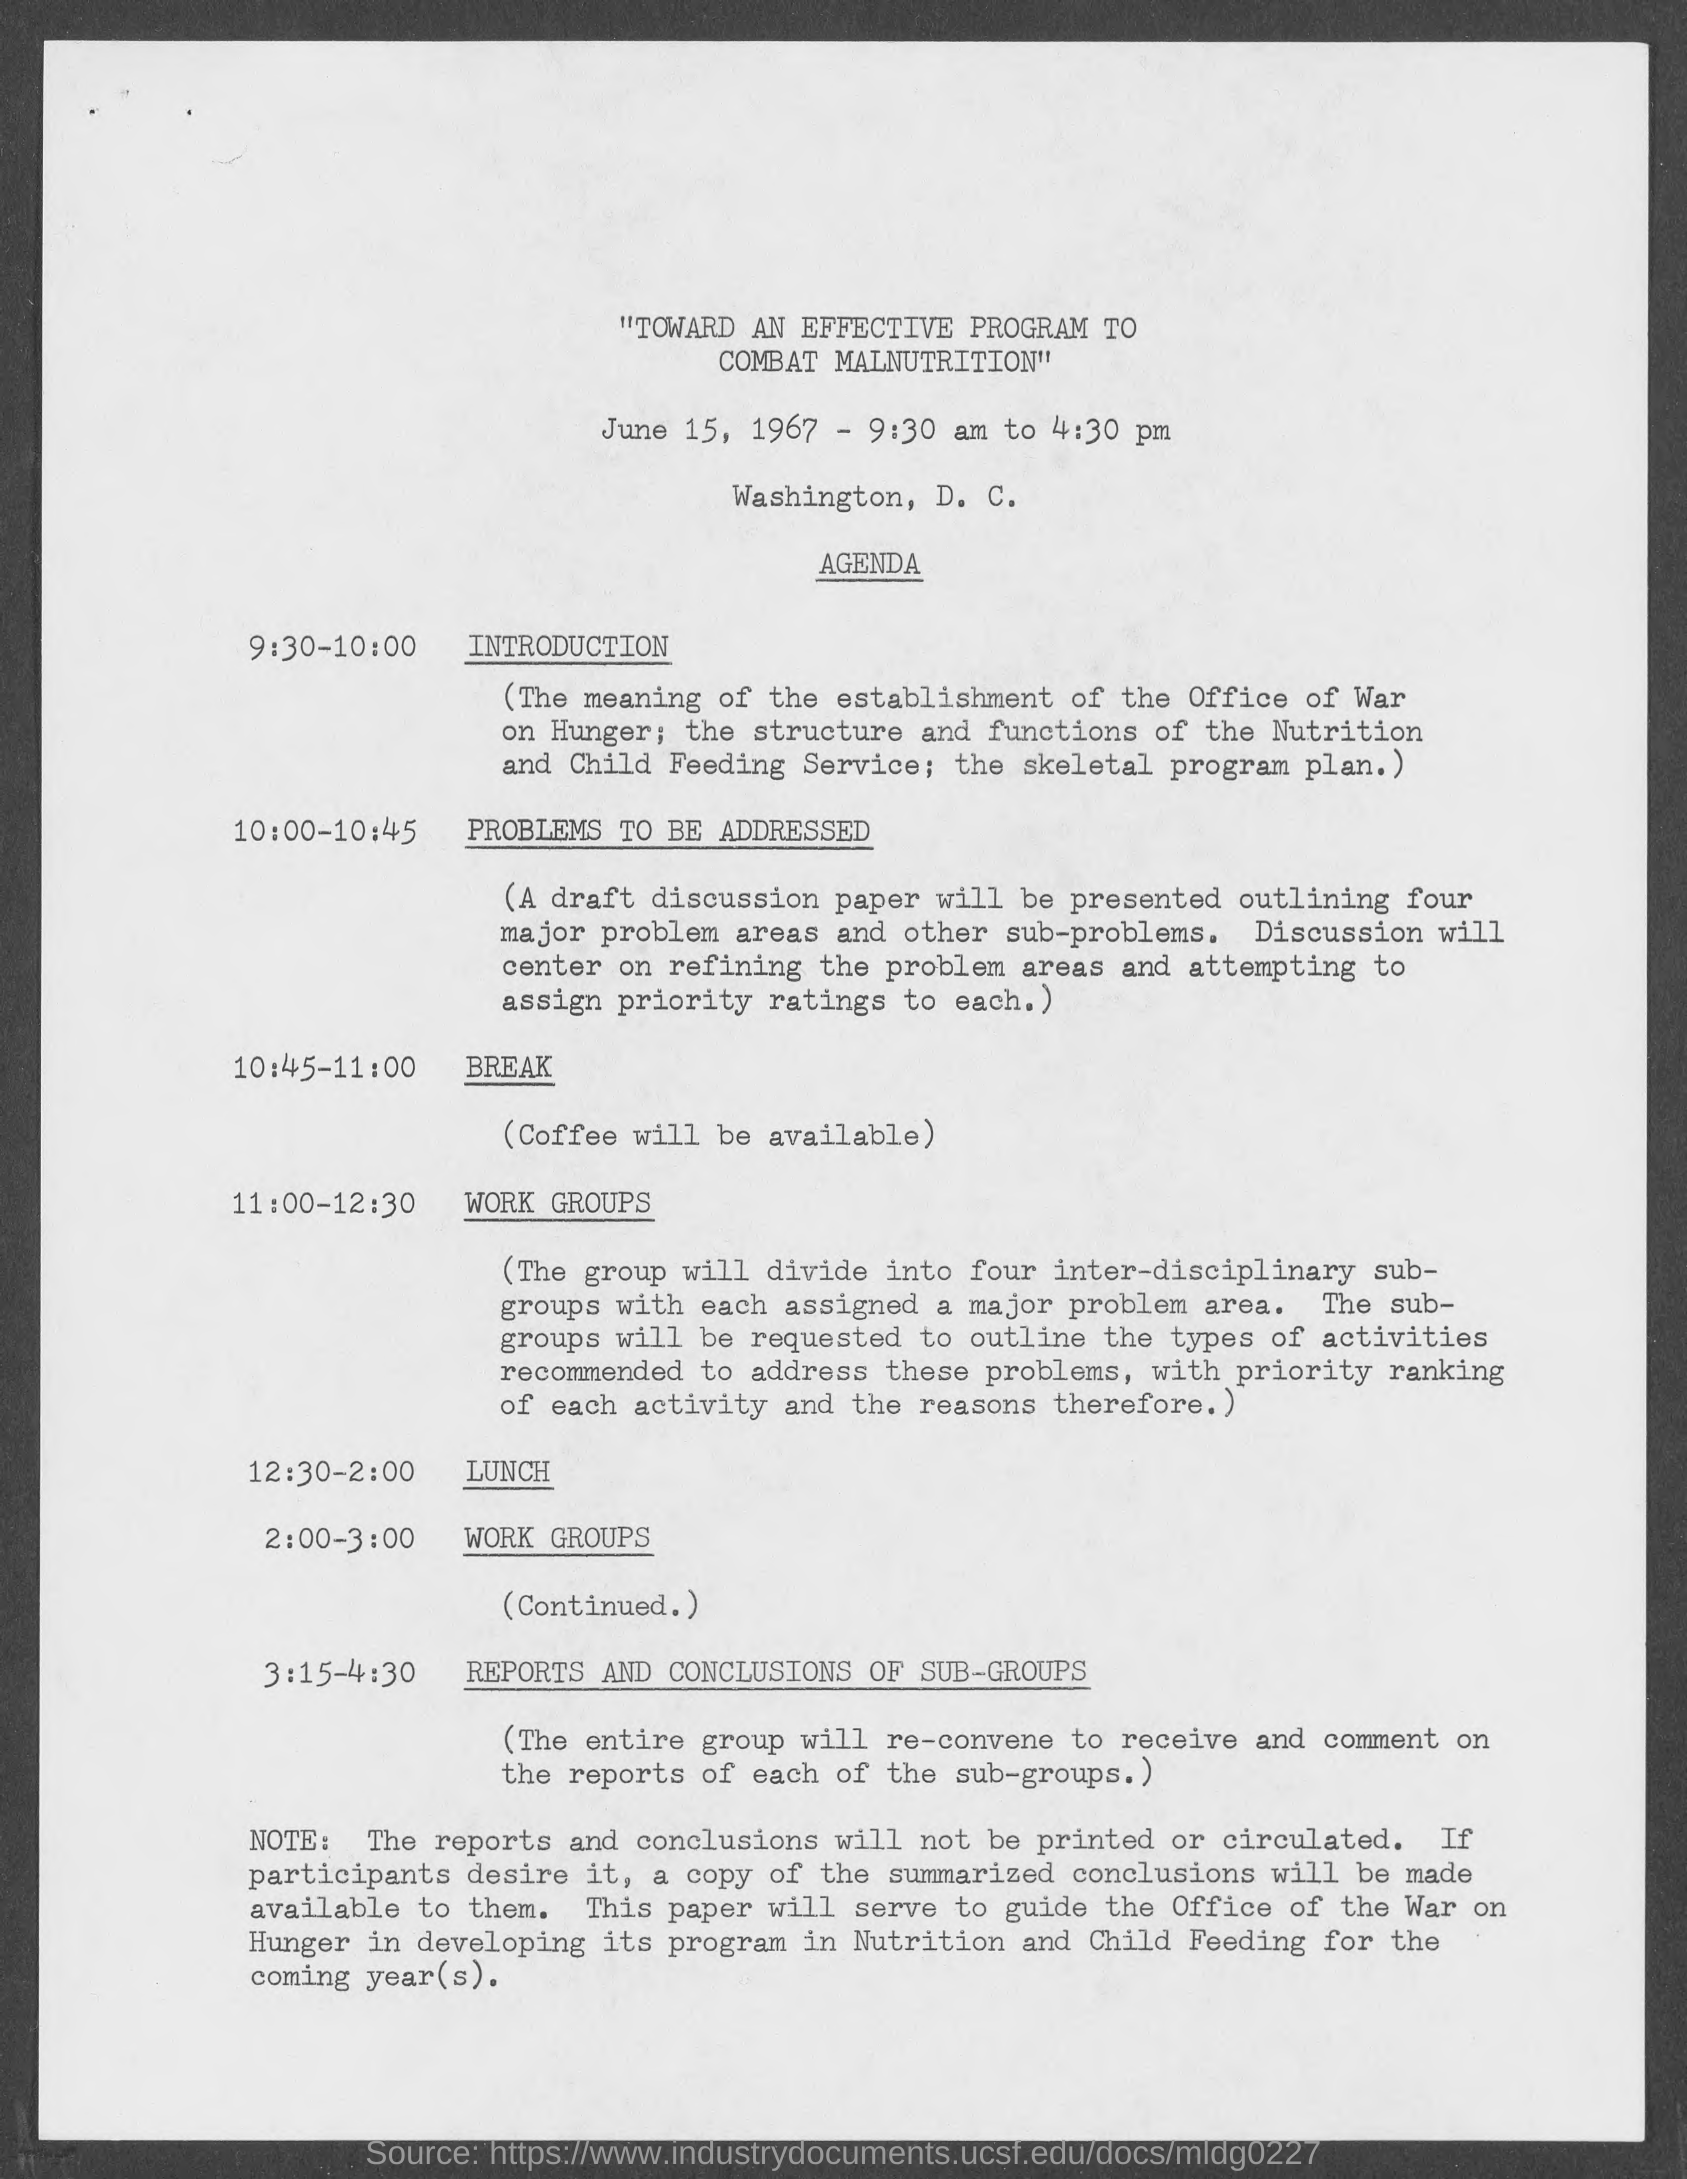 "TOWARD AN EFFECTIVE PROGRAM TO
COMBAT MALNUTRITION"
June 15, 1967 - 9:30 am to 4:30 pm
Washington, D. C.
AGENDA
9:30-10:00 INTRODUCTION
(The meaning of the establishment of the Office of War
on Hunger; the structure and functions of the Nutrition
and Child Feeding Service; the skeletal program plan.)
10:00-10:45 PROBLEMS TO BE ADDRESSED
(A draft discussion paper will be presented outlining four
major problem areas and other sub-problems. Discussion will
center on refining the problem areas and attempting to
assign priority ratings to each.)
10:45-11:00 BREAK
(Coffee will be available)
11:00-12:30 WORK GROUPS
(The group will divide into four inter-disciplinary sub-
groups with each assigned a major problem area. The sub-
groups will be requested to outline the types of activities
recommended to address these problems, with priority ranking
of each activity and the reasons therefore.)
12:30-2:00 LUNCH
2:00-3:00 WORK GROUPS
(Continued.)
3:15-4:30 REPORTS AND CONCLUSIONS OF SUB-GROUPS
(The entire group will re-convene to receive and comment on
the reports of each of the sub-groups.)
NOTE: The reports and conclusions will not be printed or circulated. If
participants desire it, a copy of the summarized conclusions will be made
available to them. This paper will serve to guide the Office of the War on
Hunger in developing its program in Nutrition and Child Feeding for the
coming year(s).
Source: https://www.industrydocuments.ucsf.edu/docs/mldg0227